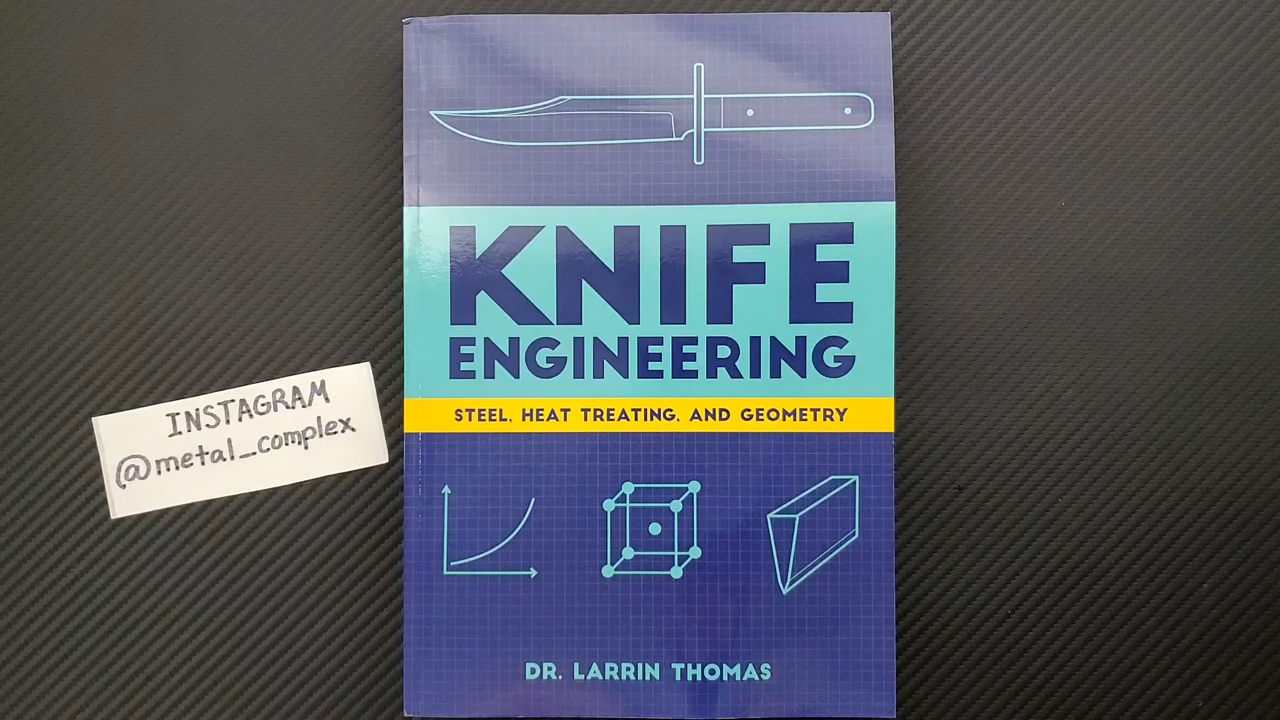 KNIFE
ENGINEERING
STEEL, HEAT TREATING, AND GEOMETRY
DR. LARRIN THOMAS
INSTAGRAM
@metal_complex